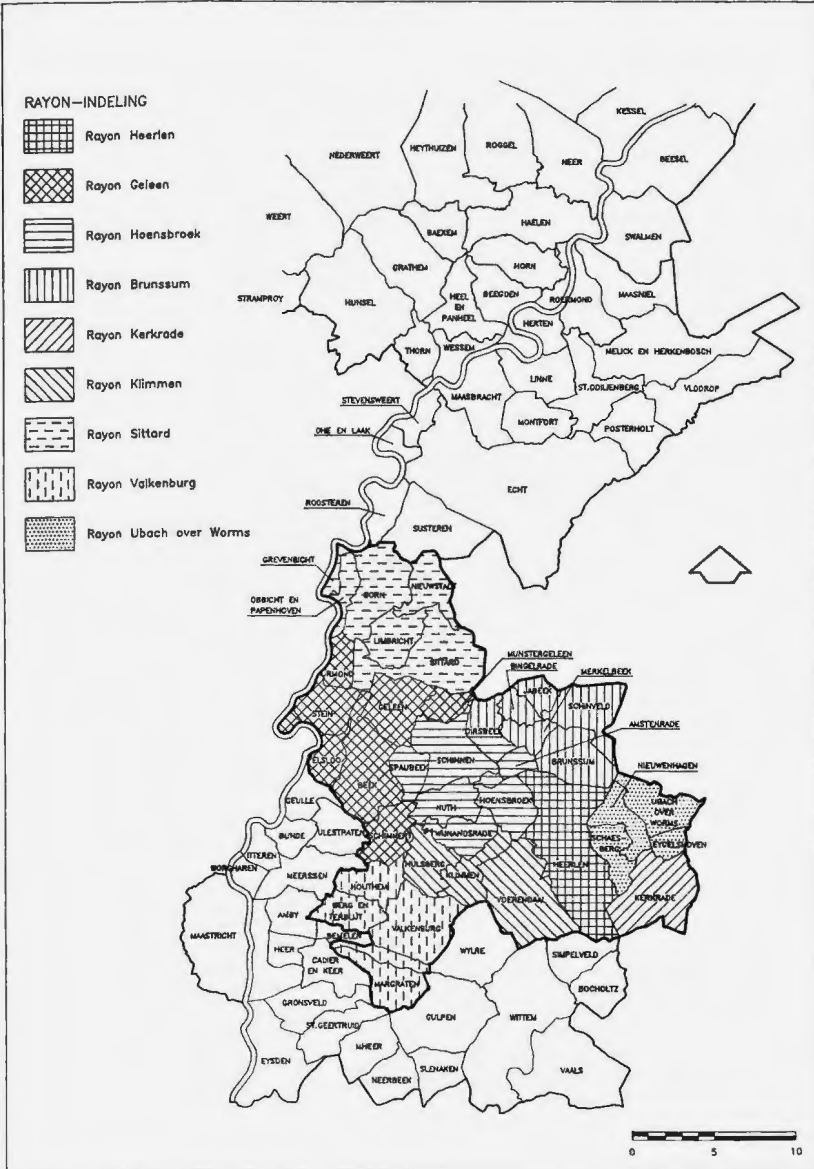 RAYON-INDELING
Rayon Heerlen
Rayon Geleen
Rayon Hoensbroek
Rayon Brunssum
Rayon Kerkrade
Rayon Klimmen
Rayon Sittard
Rayon Valkenburg
Rayon Ubach over Worms
KESSEL
NEDERWEERT
HEYTHUIZEN
ROGGEL
NEER
BEESEL
WEERT
BAEXEM
HAELEN
SWALMEN
GRATHEM
HORN
STRAMPROY
HUNSEL
HEEL
EN
PANHEEL
BEEGDEN
ROERMOND
MAASNIEL
HERTEN
THORN
WESSEM
MELICK EN HERKENBOSCH
LINNE
ST.ODILIENBERG
VLODROP
STEVENSWEERT
MAASBRACHT
MONTFORT
POSTERHOLT
OHE EN LAAK
ECHT
ROOSTEREN
SUSTEREN
GREVENBICHT
BORN
NIEUWSTADT
OBBICHT EN
PAPENHOVEN
LIMBRICHT
SITTARD
MUNSTERGELEEN
BINGELRADE
MERKELBEEK
URMOND
JABEEK
SCHINVELD
GELEEN
AMSTENRADE
STEIN
OIRSBEEK
SCHINNEN
BRUNSSUM
NIEUWENHAGEN
ELSLOO
BEEK
SPAUBEEK
HOENSBROEK
UBACH
OVER
WORMS
GEULLE
NUTH
BUNDE
ULESTRATEN
SCHIMMERT
WIJNANDSRADE
SCHAES
BERG
EYGELSHOVEN
ITTEREN
BORGHAREN
HULSBERG
HEERLEN
MEERSSEN
KLIMMEN
HOUTHEM
VOERENDAAL
KERKRADE
MAASTRICHT
AMBY
BERG EN
TERBLIJT
VALKENBURG
BEMELEN
HEER
WYLRE
SIMPELVELD
CADIER
EN KEER
BOCHOLTZ
MARGRATEN
GRONSVELD
GULPEN
WITTEM
ST.GEERTRUID
MHEER
EYSDEN
SLENAKEN
VAALS
NEERBEEK
0 5 10